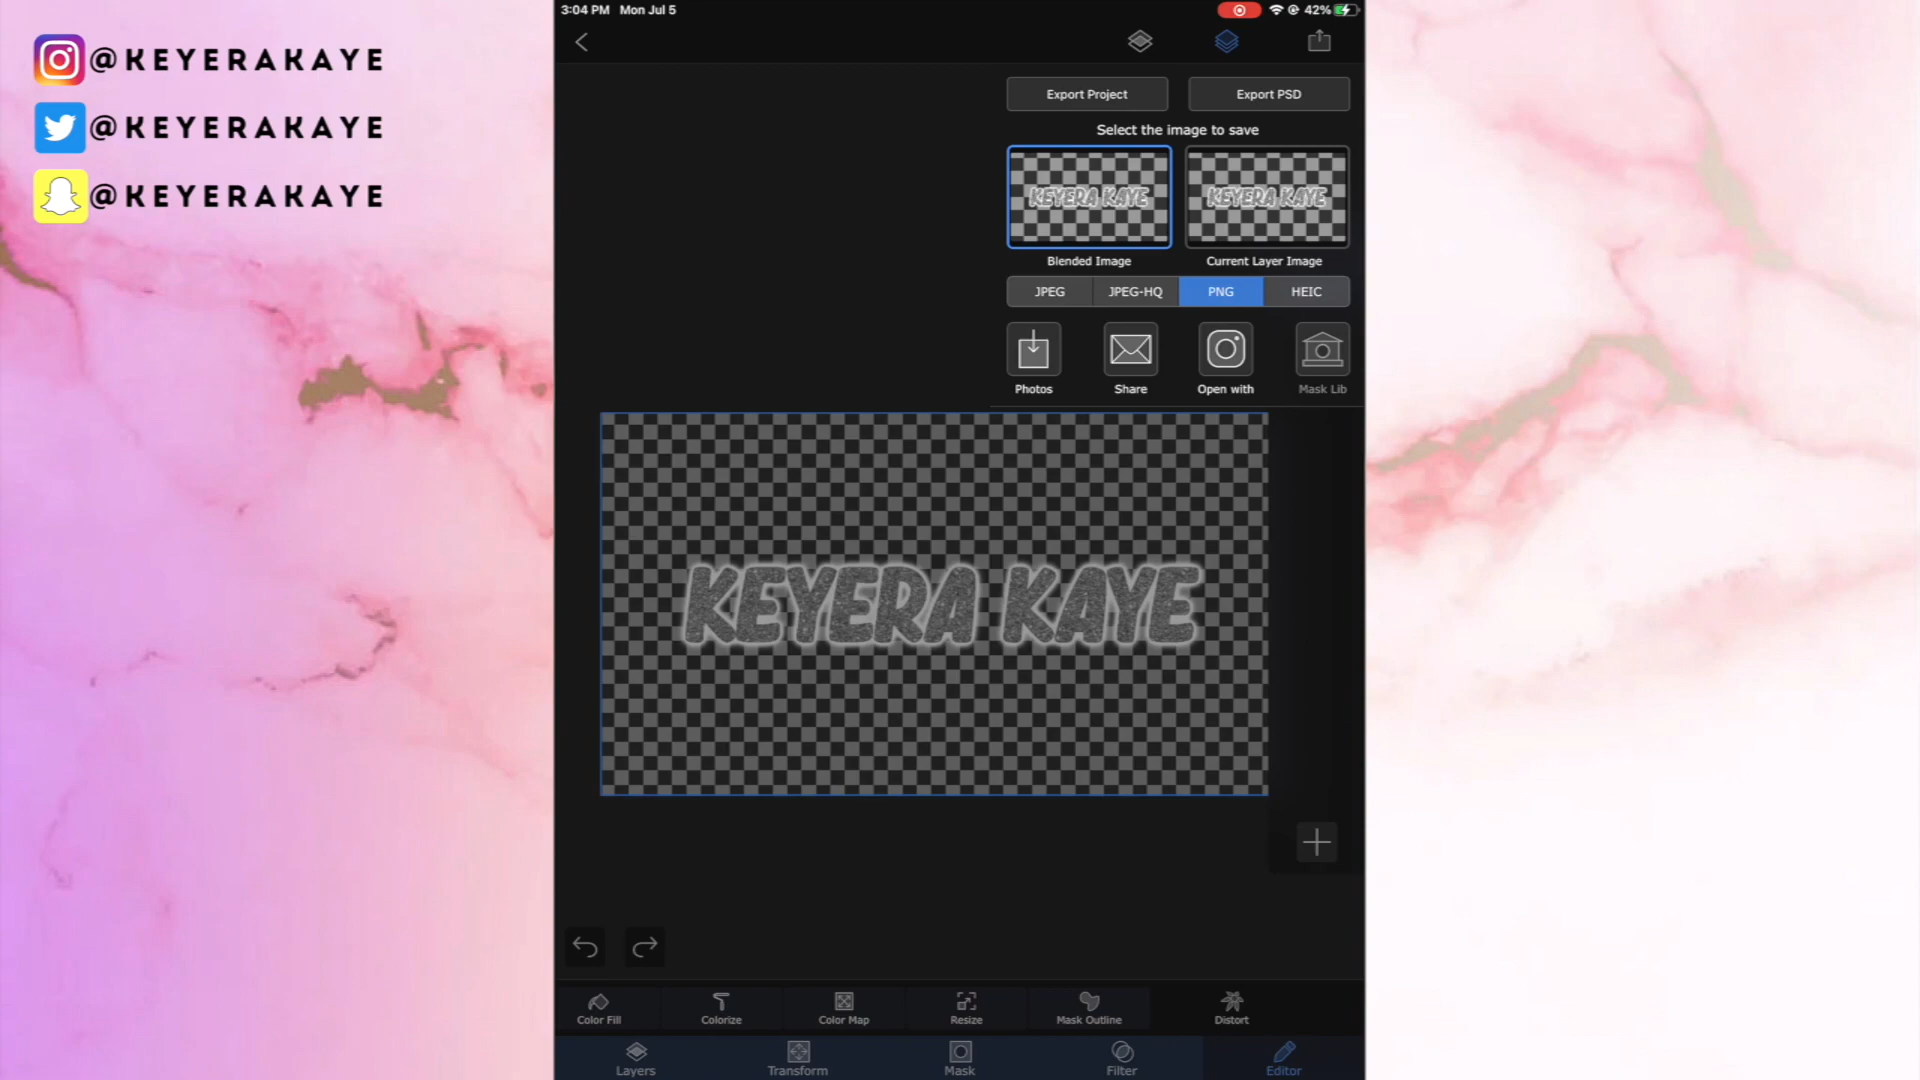 @KEYERAKAYE
@KEYERAKAYE
@KEYERAKAYE
3:04 PM Mon Jul 5
42%
Export Project
Export PSD
Select the image to save
KEYERA KAYE
KEYERA KAYE
Blended Image
Current Layer Image
JPEG
JPEG-HQ
PNG
HEIC
Photos
Share
Open with
Mask Lib
KEYERA KAYE
Color Fill
Colorize
Color Map
Resize
Mask Outline
Distort
Layers
Transform
Mask
Filter
Editor